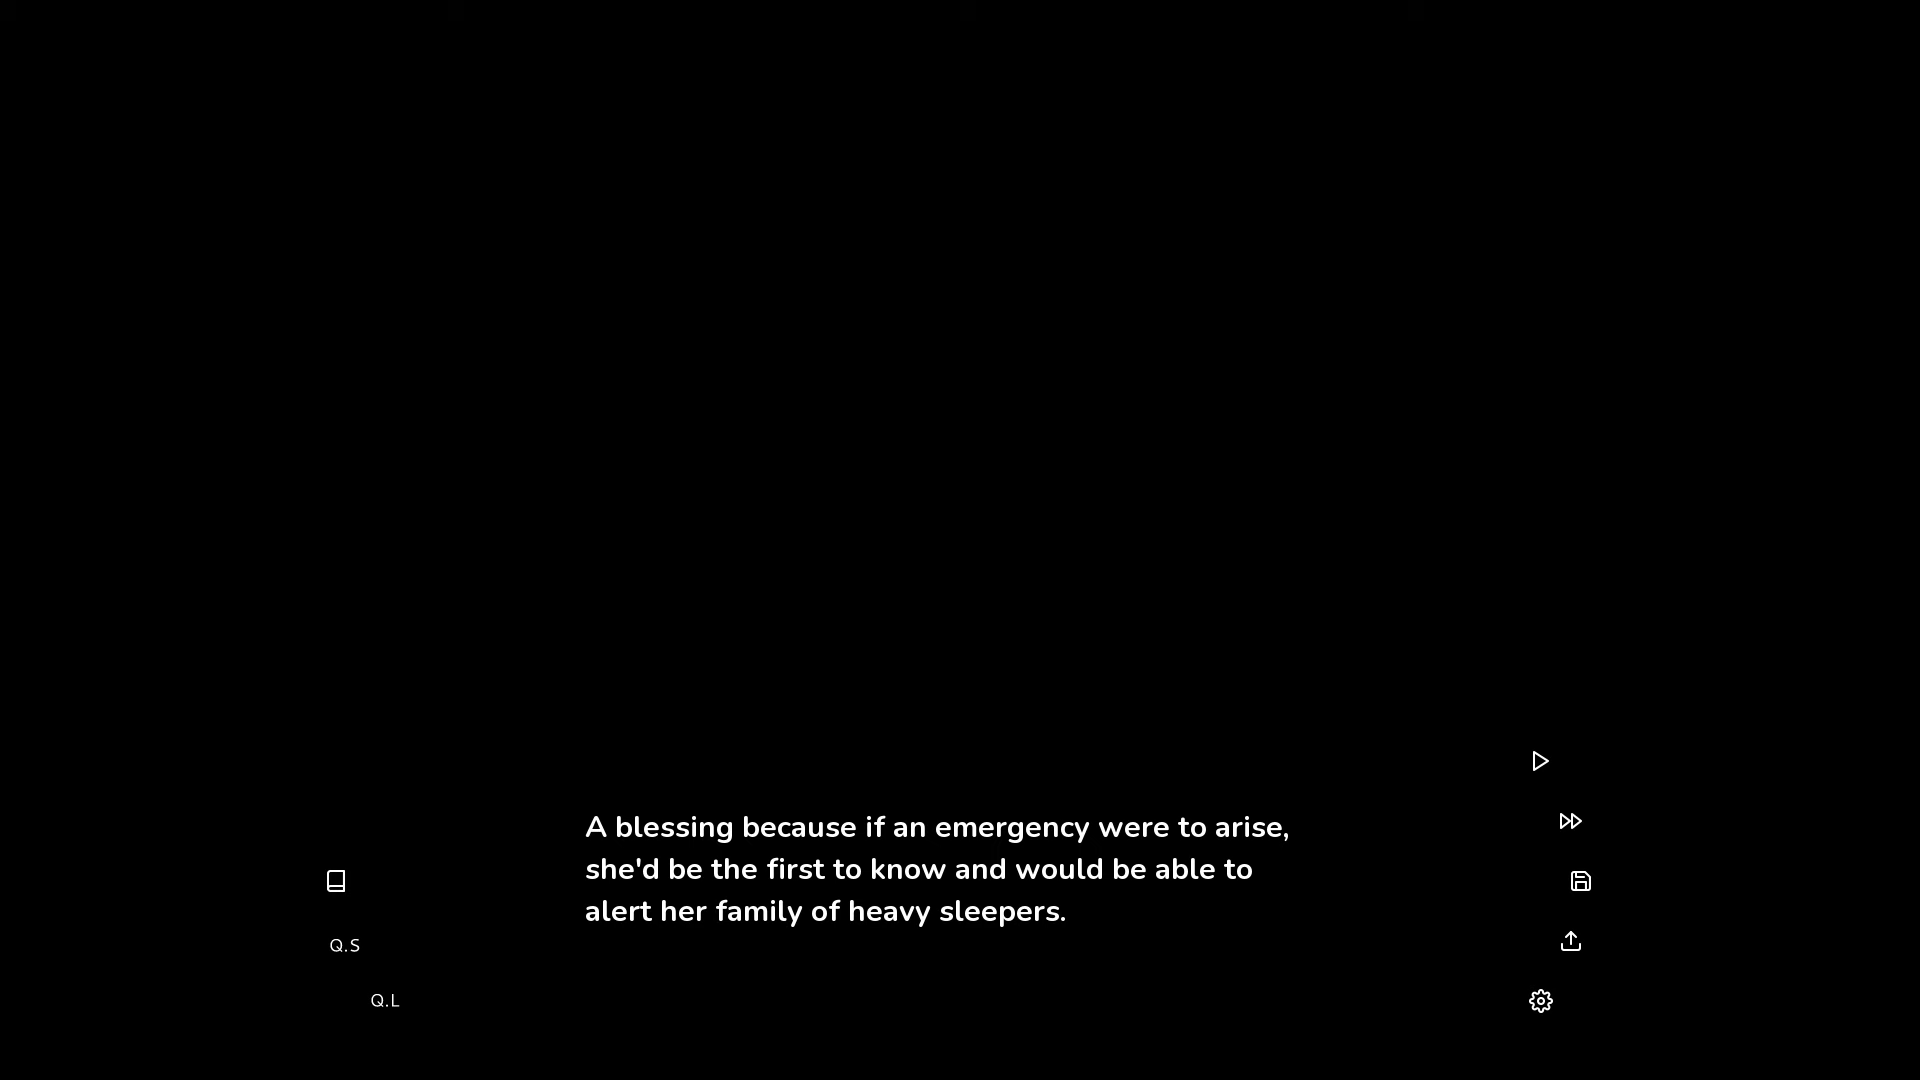 A blessing because if an emergency were to arise,
she'd be the first to know and would be able to
alert her family of heavy sleepers.
Q.S
Q.L